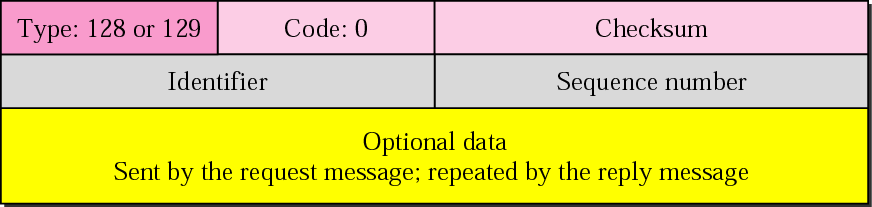 Type: 128 or 129 Code: 0 Checksum
Identifier Sequence number
Optional data
Sent by the request message; repeated by the reply message